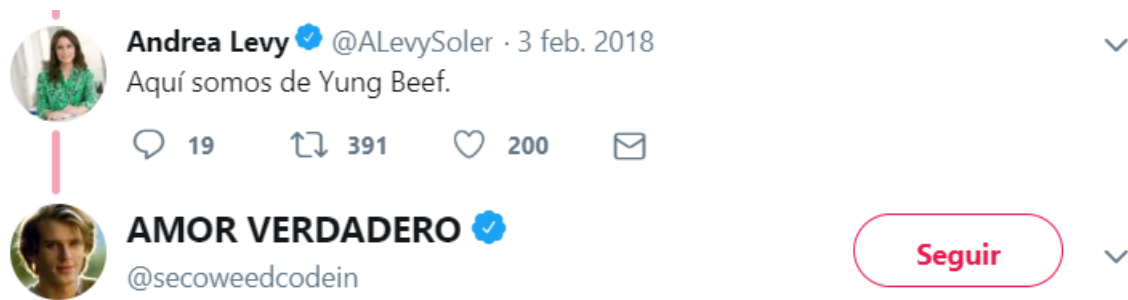 Andrea Levy @ALevySoler · 3 feb. 2018
Aquí somos de Yung Beef.
19 391 200
AMOR VERDADERO
Seguir
@secoweedcodein